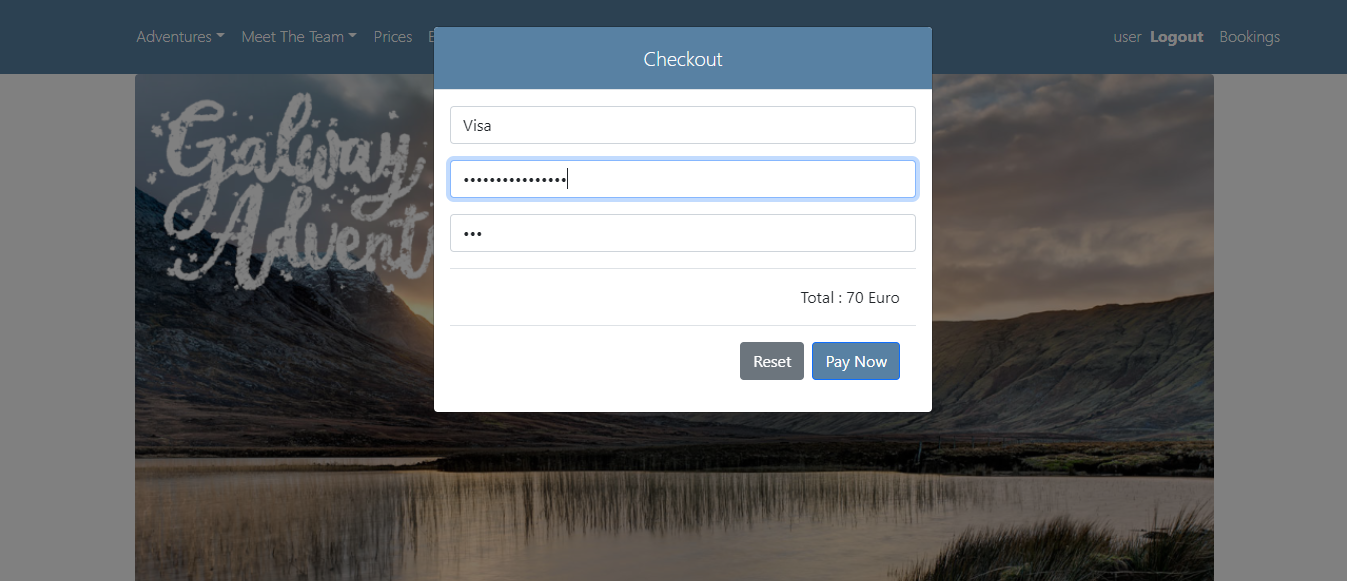 Adventures Meet The Team Prices
user Logout Bookings
Checkout
Galway
Advent
Visa
••••••••••••••••
•••
Total : 70 Euro
Reset Pay Now